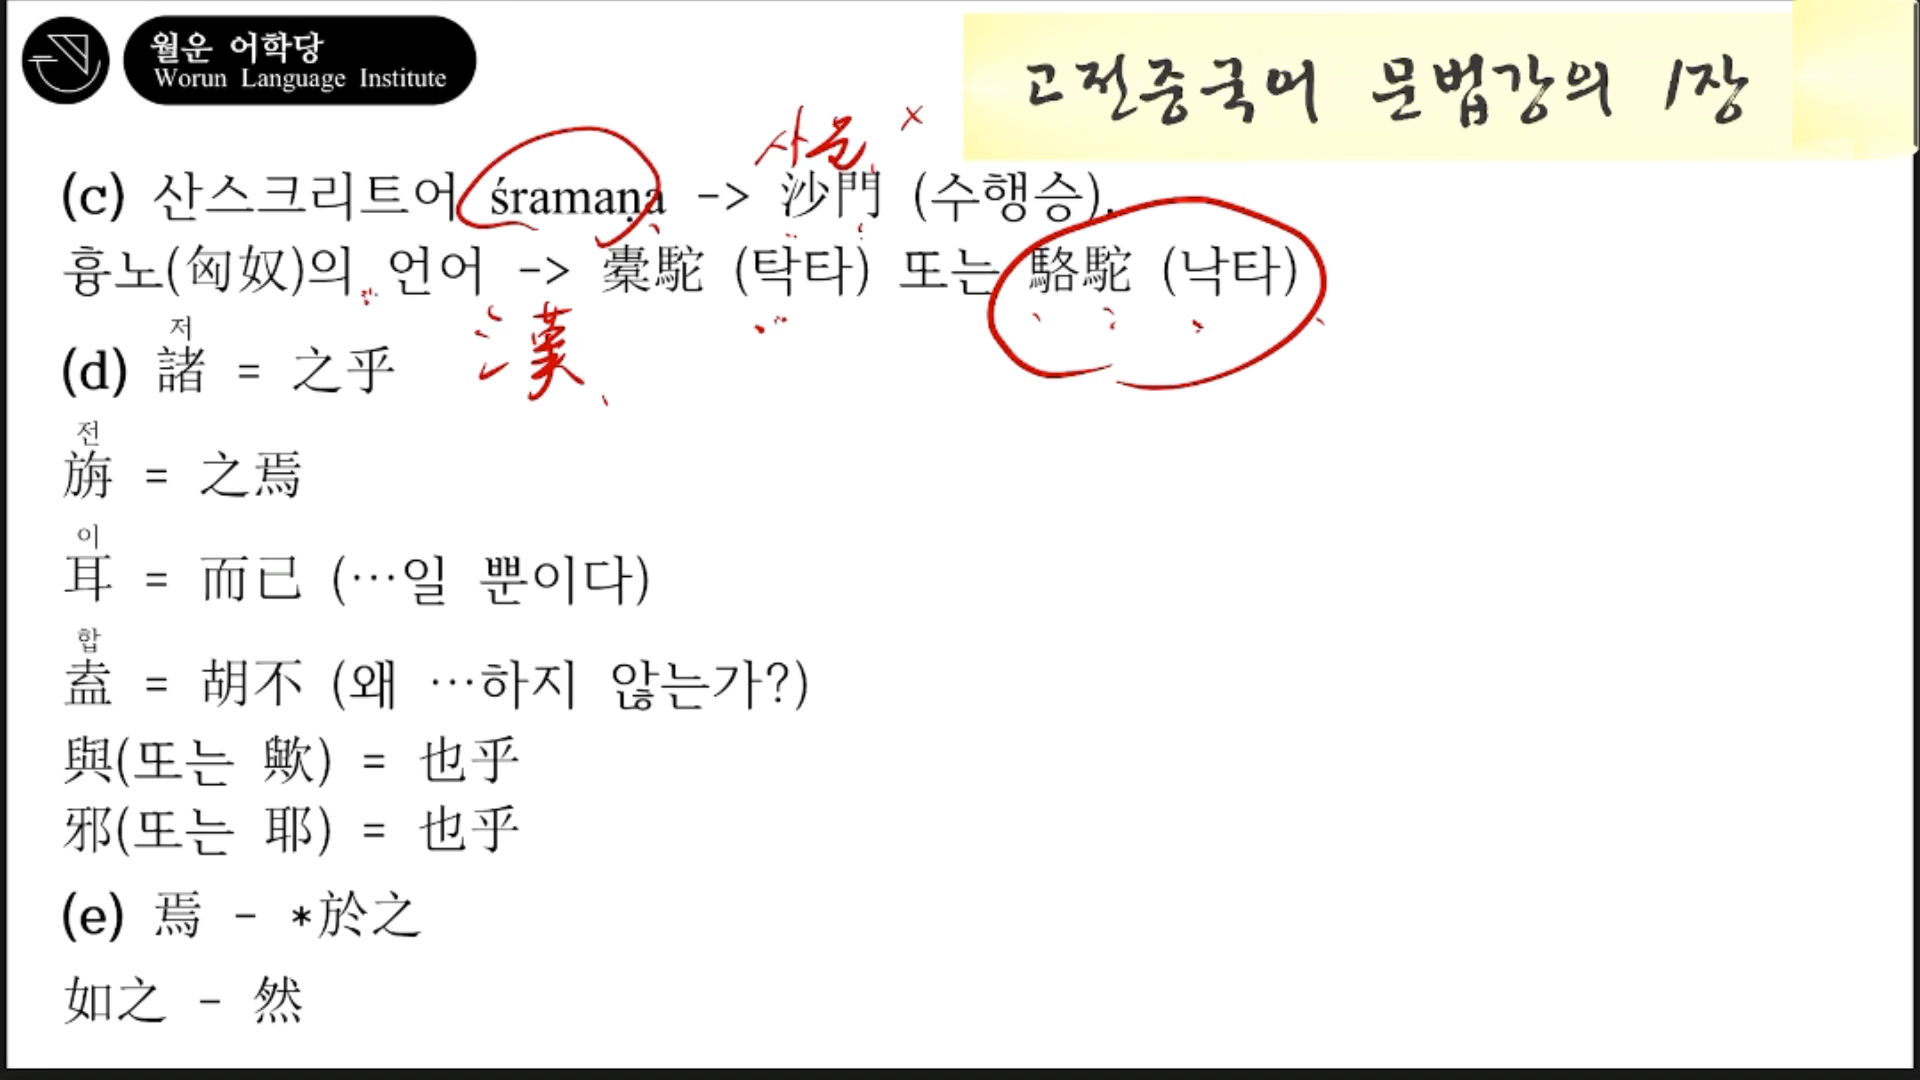 월운 어학당
Worun Language Institute
고전중국어 문법강의 1장
사문 ×
(c) 산스크리트어 śramaṇa -> 沙門 (수행승).
흉노(匈奴)의 언어 -> 橐駝 (탁타) 또는 駱駝 (낙타)
漢
저
(d) 諸 = 之乎
전
旃 = 之焉
이
耳 = 而已 (…일 뿐이다)
합
盍 = 胡不 (왜 …하지 않는가?)
與(또는 歟) = 也乎
邪(또는 耶) = 也乎
(e) 焉 - *於之
如之 - 然